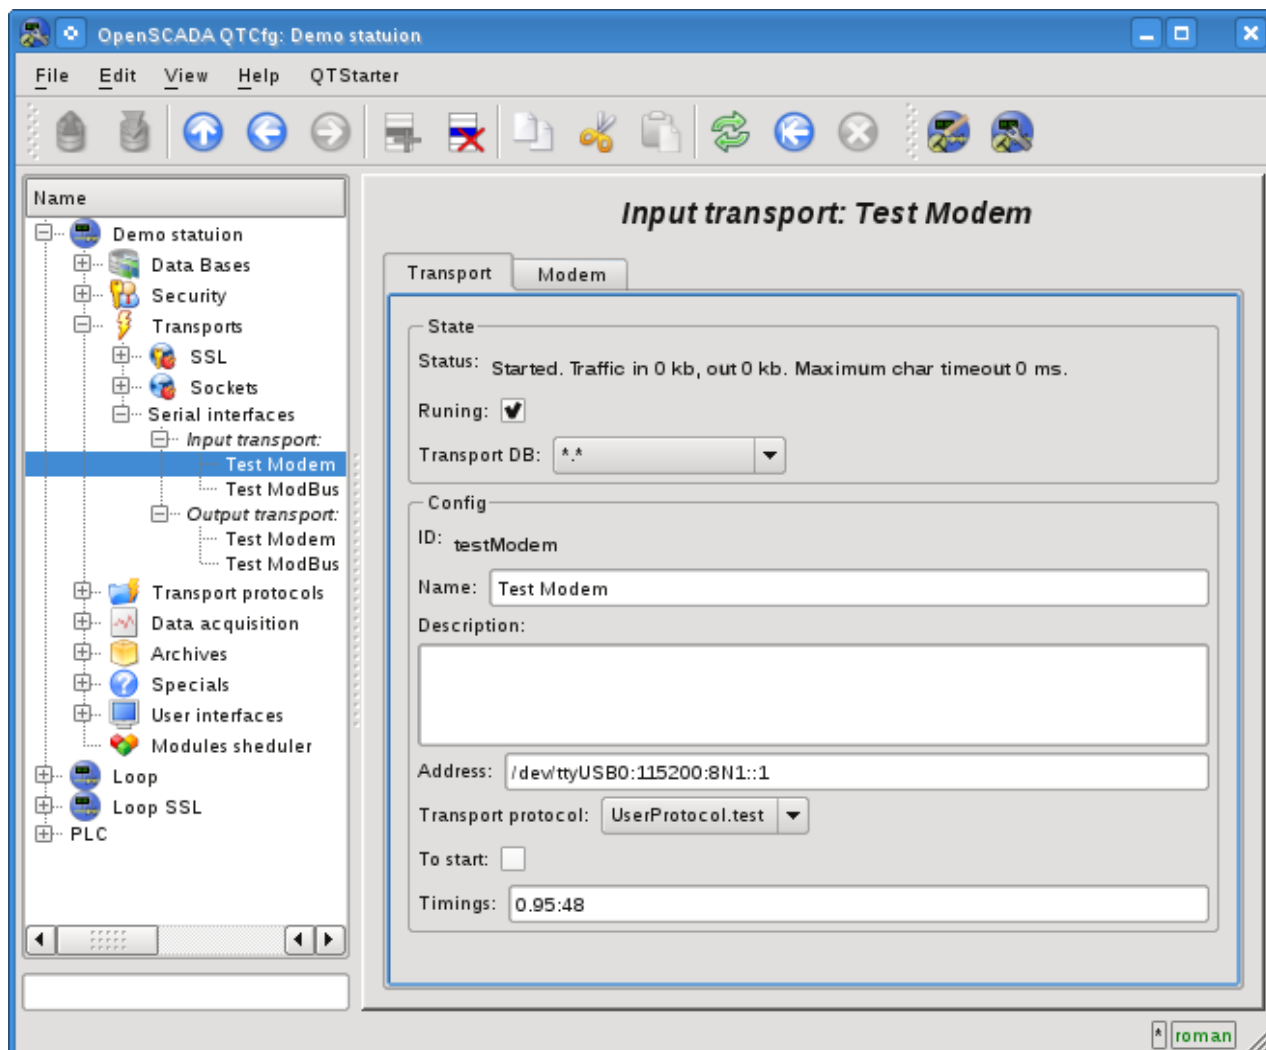 OpenSCADA QTCfg: Demo statuion
File Edit View Help QTStarter
Name
Demo statuion
Data Bases
Security
Transports
SSL
Sockets
Serial interfaces
Input transport:
Test Modem
Test ModBus
Output transport:
Test Modem
Test ModBus
Transport protocols
Data acquisition
Archives
Specials
User interfaces
Modules sheduler
Loop
Loop SSL
PLC
Input transport: Test Modem
Transport Modem
State
Status: Started. Traffic in 0 kb, out 0 kb. Maximum char timeout 0 ms.
Runing:
Transport DB: *.*
Config
ID: testModem
Name: Test Modem
Description:
Address: /dev/ttyUSB0:115200:8N1::1
Transport protocol: UserProtocol.test
To start:
Timings: 0.95:48
* roman